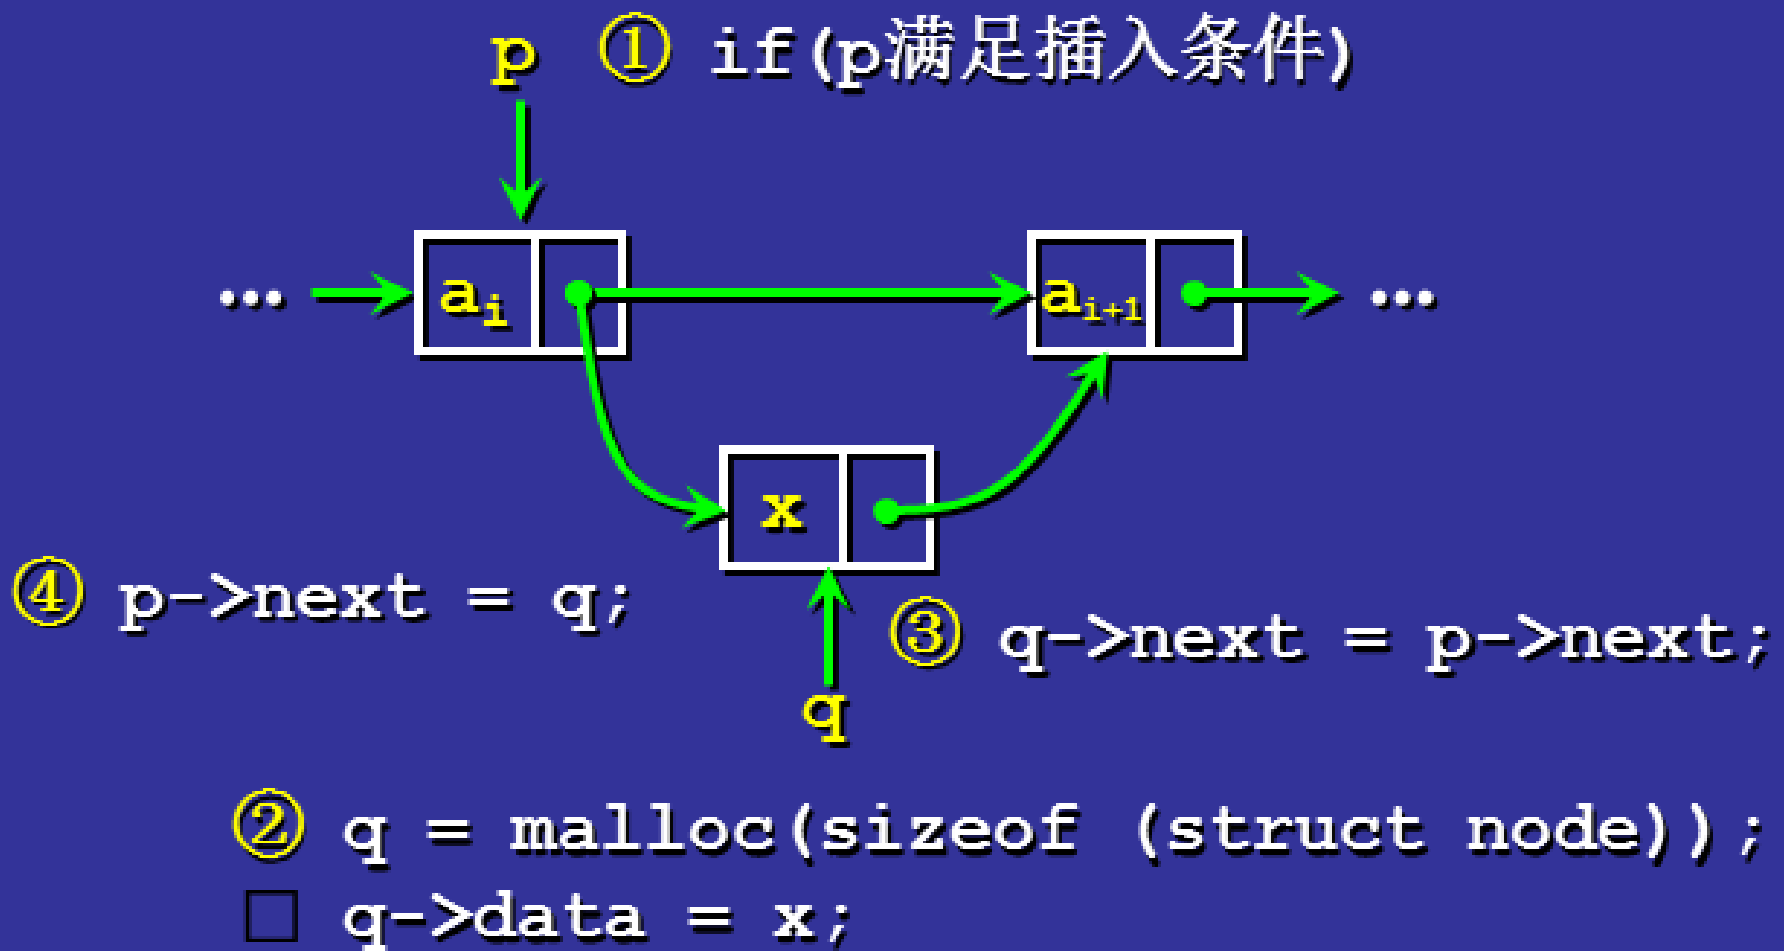 p ① if(p满足插入条件)
… aᵢ aᵢ₊₁ …
x
④ p->next = q;
③ q->next = p->next;
q
② q = malloc(sizeof (struct node));
□ q->data = x;